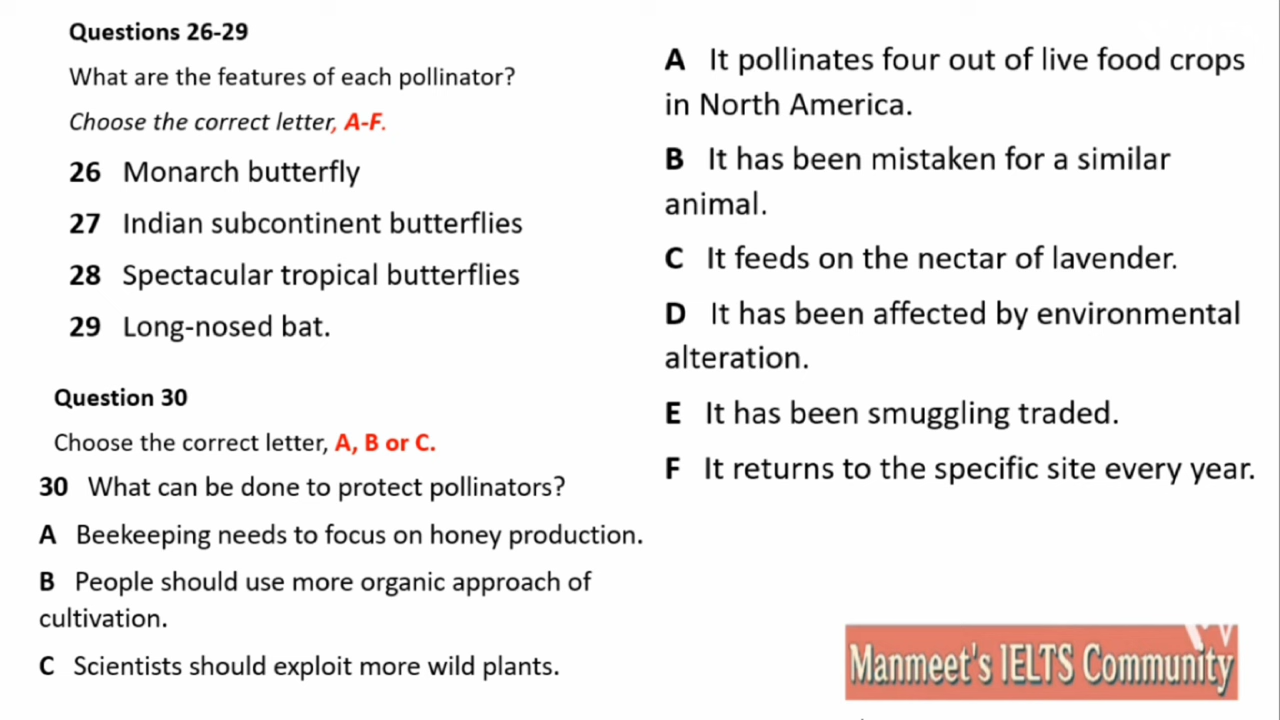 Questions 26-29
What are the features of each pollinator?
Choose the correct letter, A-F.
26 Monarch butterfly
27 Indian subcontinent butterflies
28 Spectacular tropical butterflies
29 Long-nosed bat.
Question 30
Choose the correct letter, A, B or C.
30 What can be done to protect pollinators?
A Beekeeping needs to focus on honey production.
B People should use more organic approach of
cultivation.
C Scientists should exploit more wild plants.
A It pollinates four out of live food crops
in North America.
B It has been mistaken for a similar
animal.
C It feeds on the nectar of lavender.
D It has been affected by environmental
alteration.
E It has been smuggling traded.
F It returns to the specific site every year.
Manmeet's IELTS Community